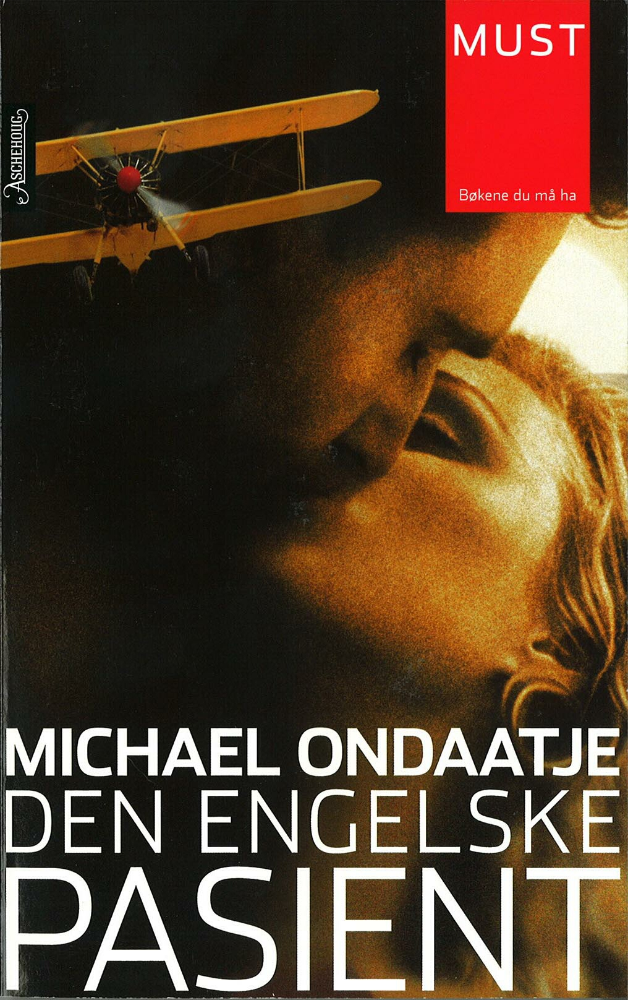 MUST
Bøkene du må ha
ASCHEHOUG
MICHAEL ONDAATJE
DEN ENGELSKE
PASIENT